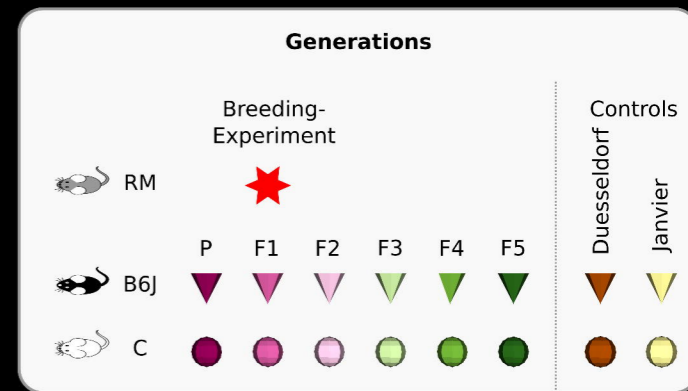 Generations
Breeding-
Experiment
Controls
RM
Duesseldorf
Janvier
P F1 F2 F3 F4 F5
B6J
C